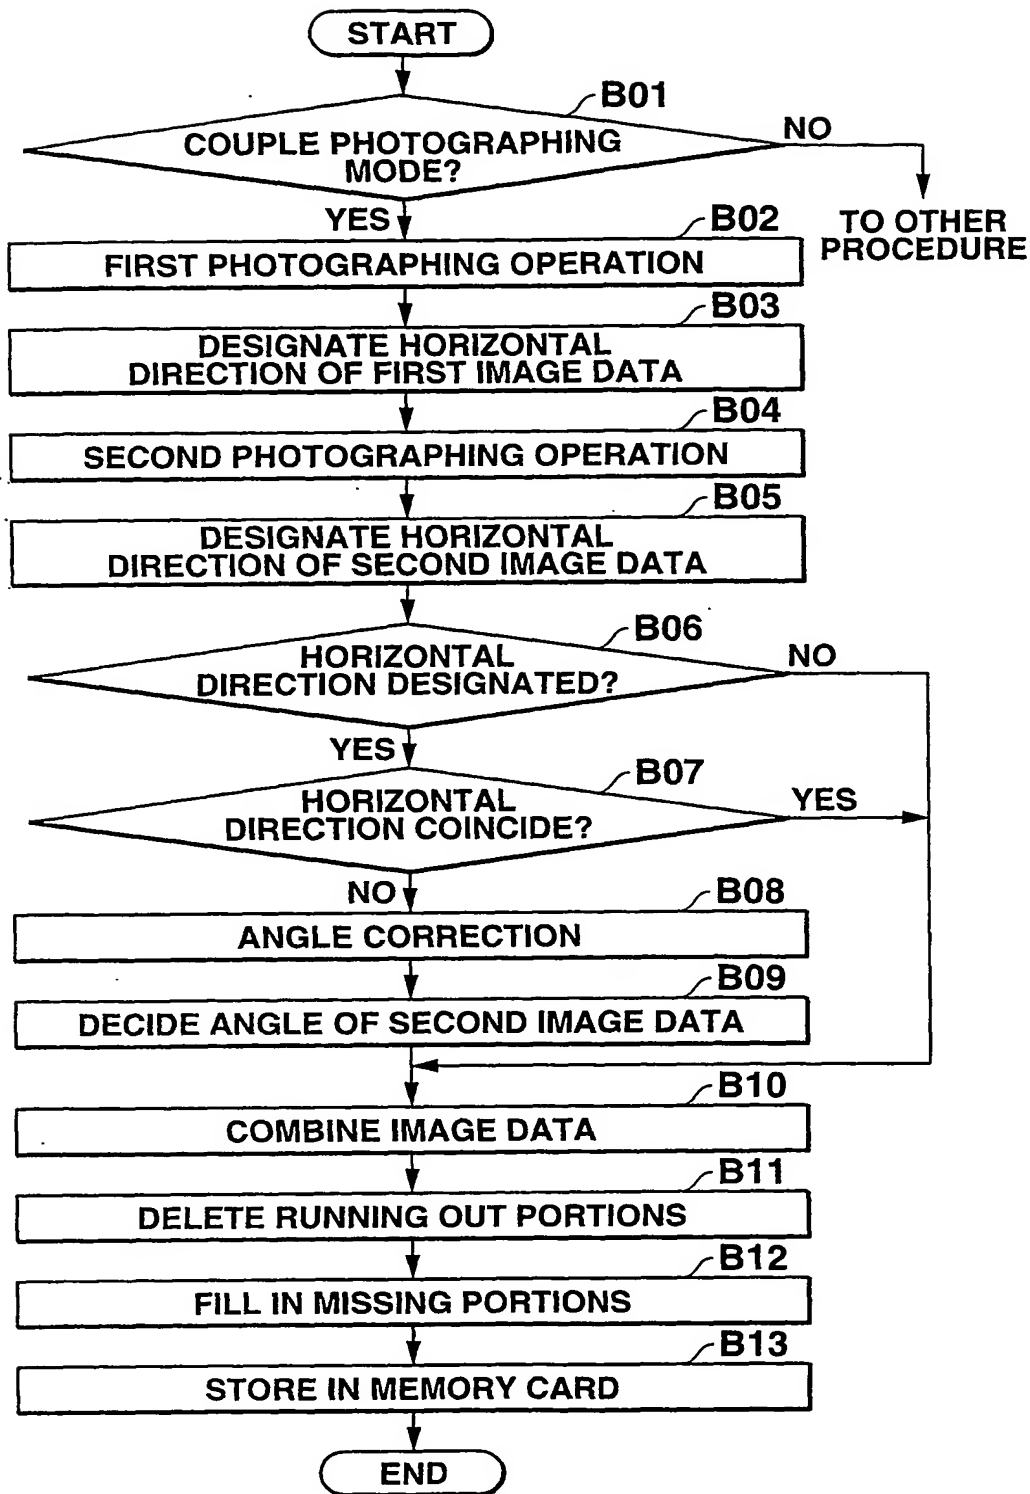 START
B01
COUPLE PHOTOGRAPHING
MODE?
NO
TO OTHER
PROCEDURE
YES
B02
FIRST PHOTOGRAPHING OPERATION
B03
DESIGNATE HORIZONTAL
DIRECTION OF FIRST IMAGE DATA
B04
SECOND PHOTOGRAPHING OPERATION
B05
DESIGNATE HORIZONTAL
DIRECTION OF SECOND IMAGE DATA
B06
HORIZONTAL
DIRECTION DESIGNATED?
NO
YES
B07
HORIZONTAL
DIRECTION COINCIDE?
YES
NO
B08
ANGLE CORRECTION
B09
DECIDE ANGLE OF SECOND IMAGE DATA
B10
COMBINE IMAGE DATA
B11
DELETE RUNNING OUT PORTIONS
B12
FILL IN MISSING PORTIONS
B13
STORE IN MEMORY CARD
END